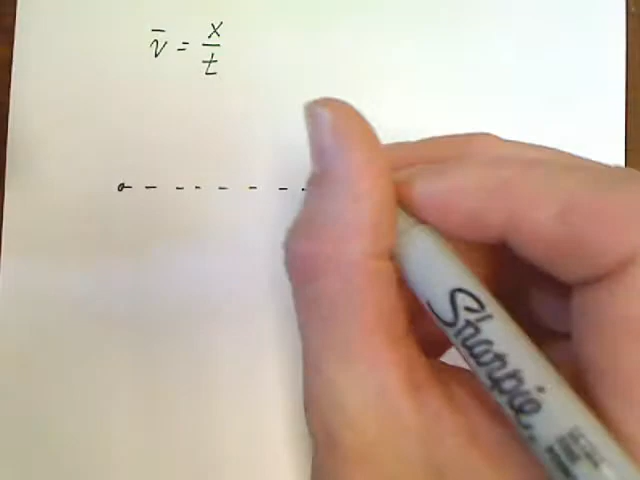 v̄ = x/t
Sharpie